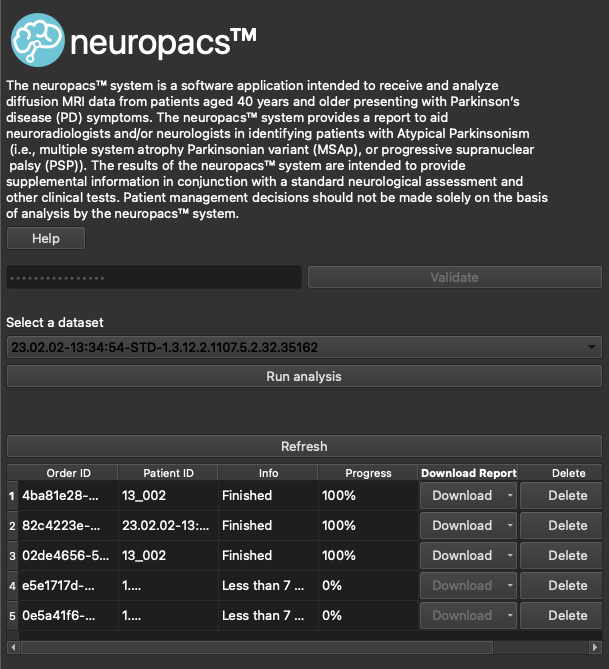 neuropacs™
The neuropacs™ system is a software application intended to receive and analyze
diffusion MRI data from patients aged 40 years and older presenting with Parkinson's
disease (PD) symptoms. The neuropacs™ system provides a report to aid
neuroradiologists and/or neurologists in identifying patients with Atypical Parkinsonism
(i.e., multiple system atrophy Parkinsonian variant (MSAp), or progressive supranuclear
palsy (PSP)). The results of the neuropacs™ system are intended to provide
supplemental information in conjunction with a standard neurological assessment and
other clinical tests. Patient management decisions should not be made solely on the basis
of analysis by the neuropacs™ system.
Help
Validate
Select a dataset
23.02.02-13:34:54-STD-1.3.12.2.1107.5.2.32.35162
Run analysis
Refresh
Order ID Patient ID Info Progress Download Report Delete
1 4ba81e28-... 13_002 Finished 100% Download Delete
2 82c4223e-... 23.02.02-13:... Finished 100% Download Delete
3 02de4656-5... 13_002 Finished 100% Download Delete
4 e5e1717d-... 1.... Less than 7 ... 0% Download Delete
5 0e5a41f6-... 1.... Less than 7 ... 0% Download Delete